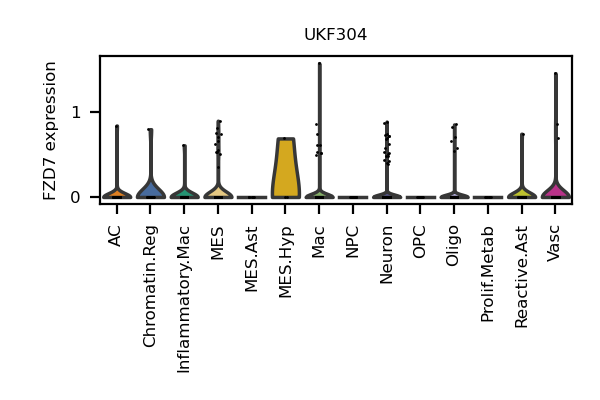 UKF304
FZD7 expression
1
0
AC
Chromatin.Reg
Inflammatory.Mac
MES
MES.Ast
MES.Hyp
Mac
NPC
Neuron
OPC
Oligo
Prolif.Metab
Reactive.Ast
Vasc